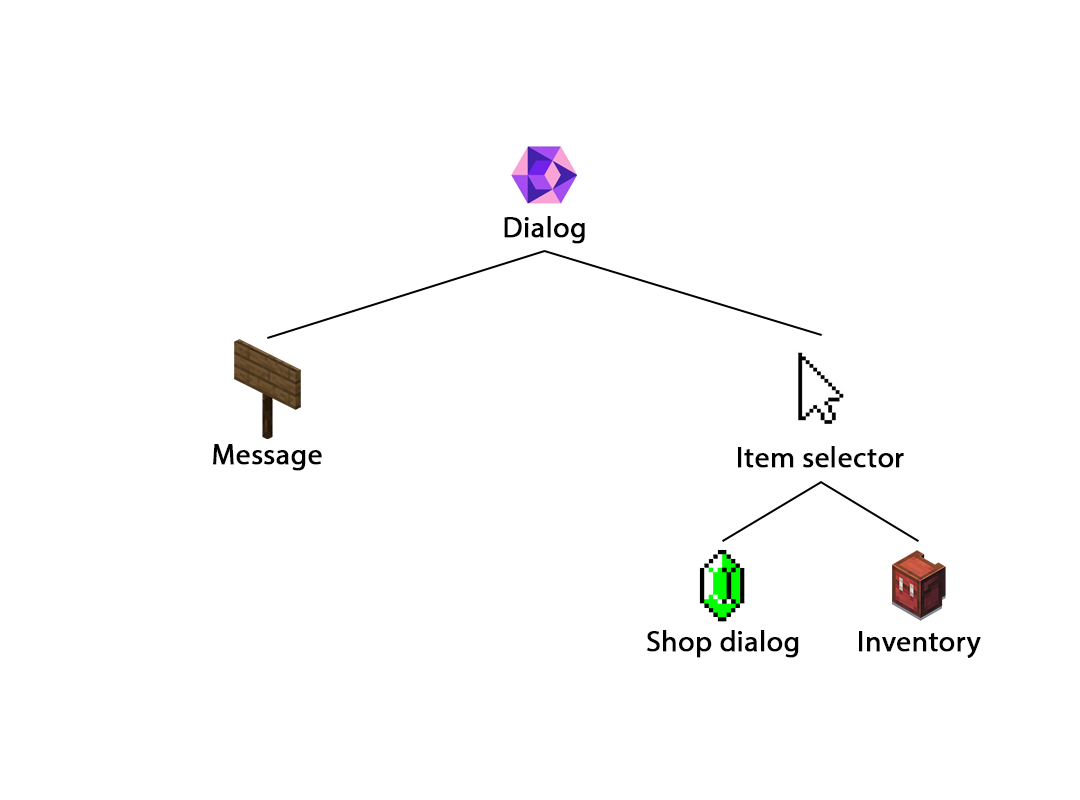 Dialog
Message
Item selector
Shop dialog
Inventory